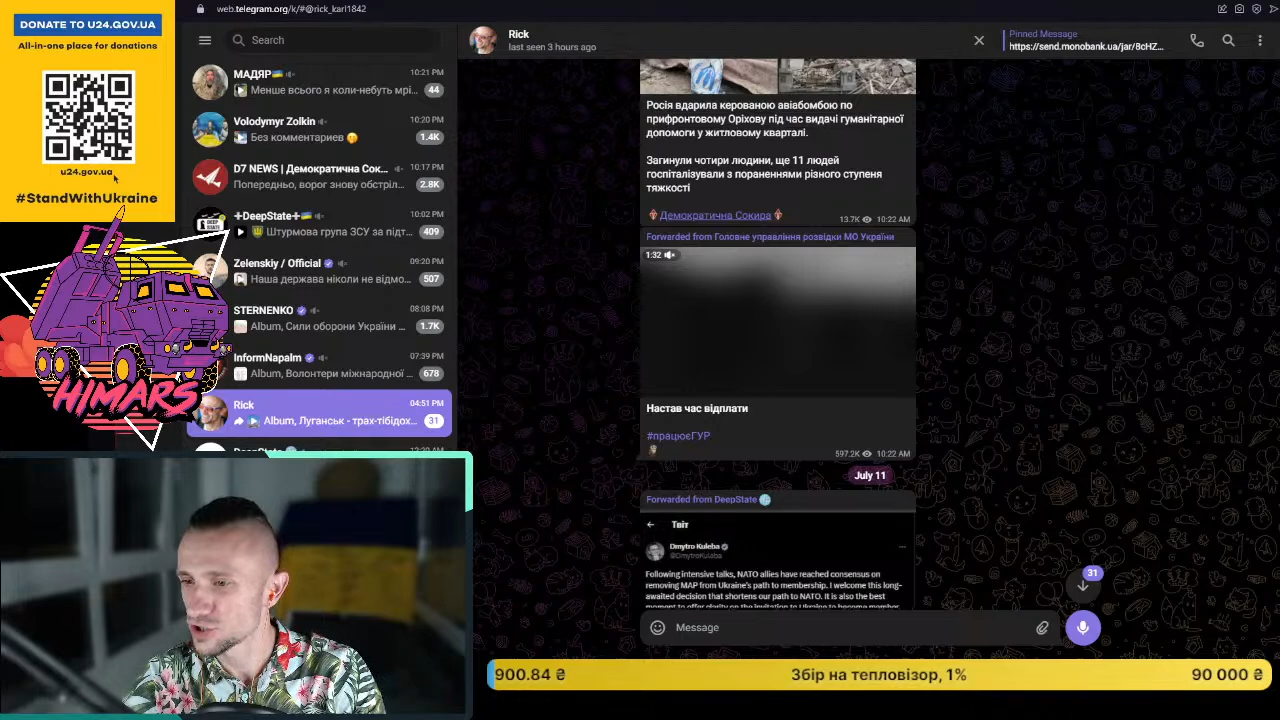 DONATE TO U24.GOV.UA
All-in-one place for donations
u24.gov.ua
#StandWithUkraine
HIMARS
web.telegram.org/k/#@rick_karl1842
Search
МАДЯР🇺🇦 10:21 PM
Менше всього я коли-небуть мрі... 44
Volodymyr Zolkin 10:20 PM
Без комментариев 1.4K
D7 NEWS | Демократична Сок... 10:17 PM
Попередньо, ворог знову обстріл... 2.8K
+DeepState+🇺🇦 10:02 PM
Штурмова група ЗСУ за підт... 409
Zelenskiy / Official 09:20 PM
Наша держава ніколи не відмо... 507
STERNENKO 08:08 PM
Album, Сили оборони України ... 1.7K
InformNapalm 07:39 PM
Album, Волонтери міжнародної ... 678
Rick 04:51 PM
Album, Луганськ - трах-тібідох... 31
Rick
last seen 3 hours ago
Pinned Message
https://send.monobank.ua/jar/8cHZ...
Росія вдарила керованою авіабомбою по
прифронтовому Оріхову під час видачі гуманітарної
допомоги у житловому кварталі.
Загинули чотири людини, ще 11 людей
госпіталізували з пораненнями різного ступеня
тяжкості
Демократична Сокира
13.7K 10:22 AM
Forwarded from Головне управління розвідки МО України
1:32
Настав час відплати
#працюєГУР
597.2K 10:22 AM
July 11
Forwarded from DeepState
Твіт
Dmytro Kuleba
@DmytroKuleba
Following intensive talks, NATO allies have reached consensus on
removing MAP from Ukraine's path to membership. I welcome this long-
awaited decision that shortens our path to NATO. It is also the best
moment to offer clarity on the invitation to Ukraine to become member
31
Message
900.84 ₴ Збір на тепловізор, 1% 90 000 ₴